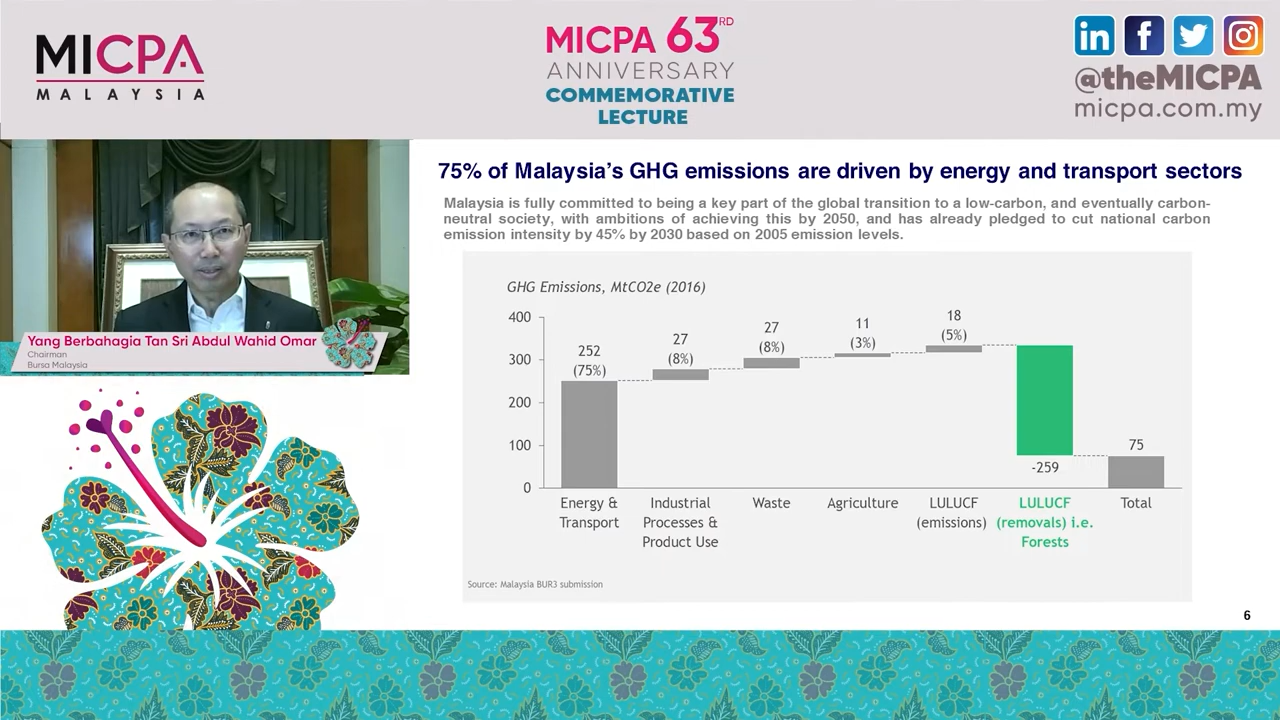 MICPA
MALAYSIA
MICPA 63RD
ANNIVERSARY
COMMEMORATIVE
LECTURE
in
@theMICPA
micpa.com.my
Yang Berbahagia Tan Sri Abdul Wahid Omar
Chairman
Bursa Malaysia
75% of Malaysia's GHG emissions are driven by energy and transport sectors
Malaysia is fully committed to being a key part of the global transition to a low-carbon, and eventually carbon-
neutral society, with ambitions of achieving this by 2050, and has already pledged to cut national carbon
emission intensity by 45% by 2030 based on 2005 emission levels.
GHG Emissions, MtCO2e (2016)
400
300
200
100
0
252
(75%)
27
(8%)
27
(8%)
11
(3%)
18
(5%)
-259
75
Energy &
Transport
Industrial
Processes &
Product Use
Waste
Agriculture
LULUCF
(emissions)
LULUCF
(removals) i.e.
Forests
Total
Source: Malaysia BUR3 submission
6